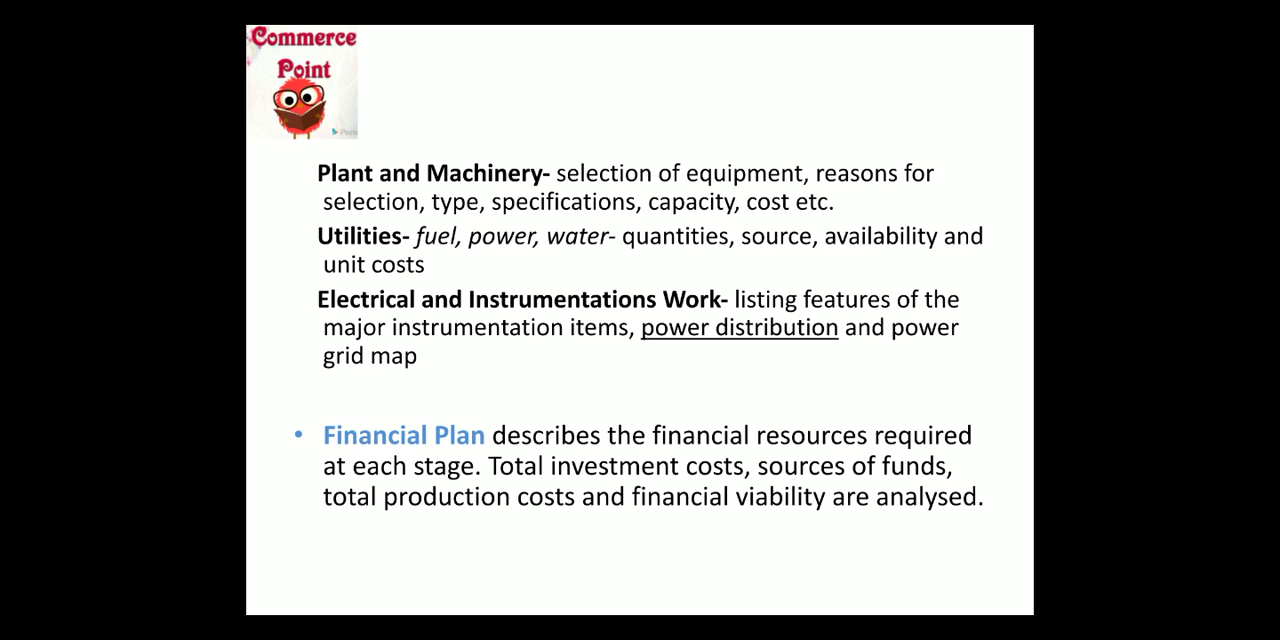 Commerce
Point
Plant and Machinery- selection of equipment, reasons for
selection, type, specifications, capacity, cost etc.
Utilities- fuel, power, water- quantities, source, availability and
unit costs
Electrical and Instrumentations Work- listing features of the
major instrumentation items, power distribution and power
grid map
• Financial Plan describes the financial resources required
at each stage. Total investment costs, sources of funds,
total production costs and financial viability are analysed.